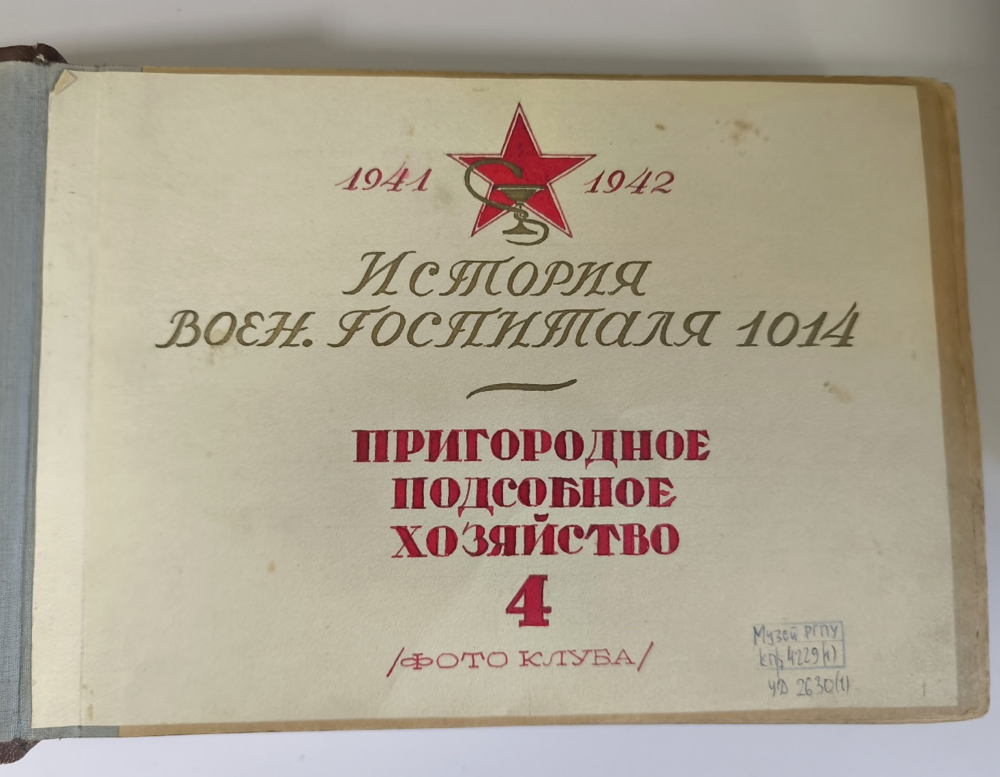 1941 1942
История
воен. госпиталя 1014
ПРИГОРОДНОЕ
ПОДСОБНОЕ
ХОЗЯЙСТВО
4
/ФОТО КЛУБА/
Музей РГПУ
4229(1)
УД 2630(1)